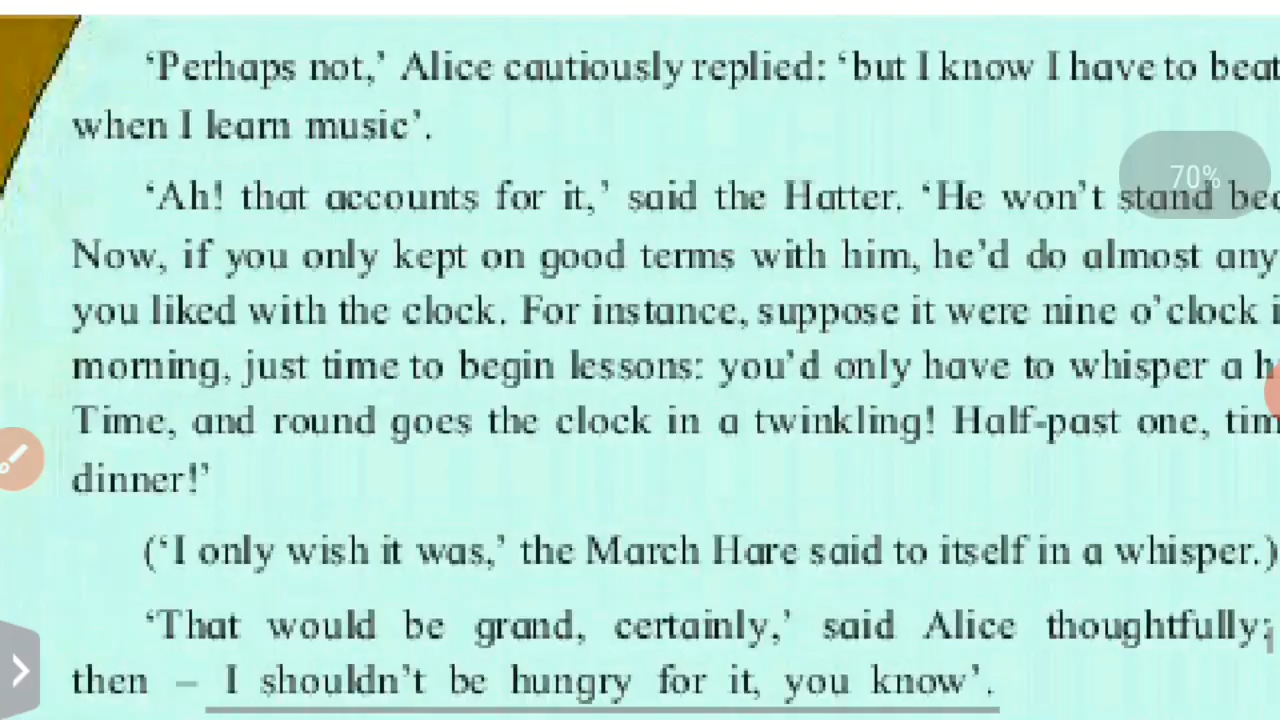 ‘Perhaps not,’ Alice cautiously replied: ‘but I know I have to beat
when I learn music’.
‘Ah! that accounts for it,’ said the Hatter. ‘He won’t stand
70%
Now, if you only kept on good terms with him, he’d do almost any
you liked with the clock. For instance, suppose it were nine o’clock
morning, just time to begin lessons: you’d only have to whisper a
Time, and round goes the clock in a twinkling! Half-past one,
dinner!’
(‘I only wish it was,’ the March Hare said to itself in a whisper.)
‘That would be grand, certainly,’ said Alice thoughtfully;
then – I shouldn’t be hungry for it, you know’.